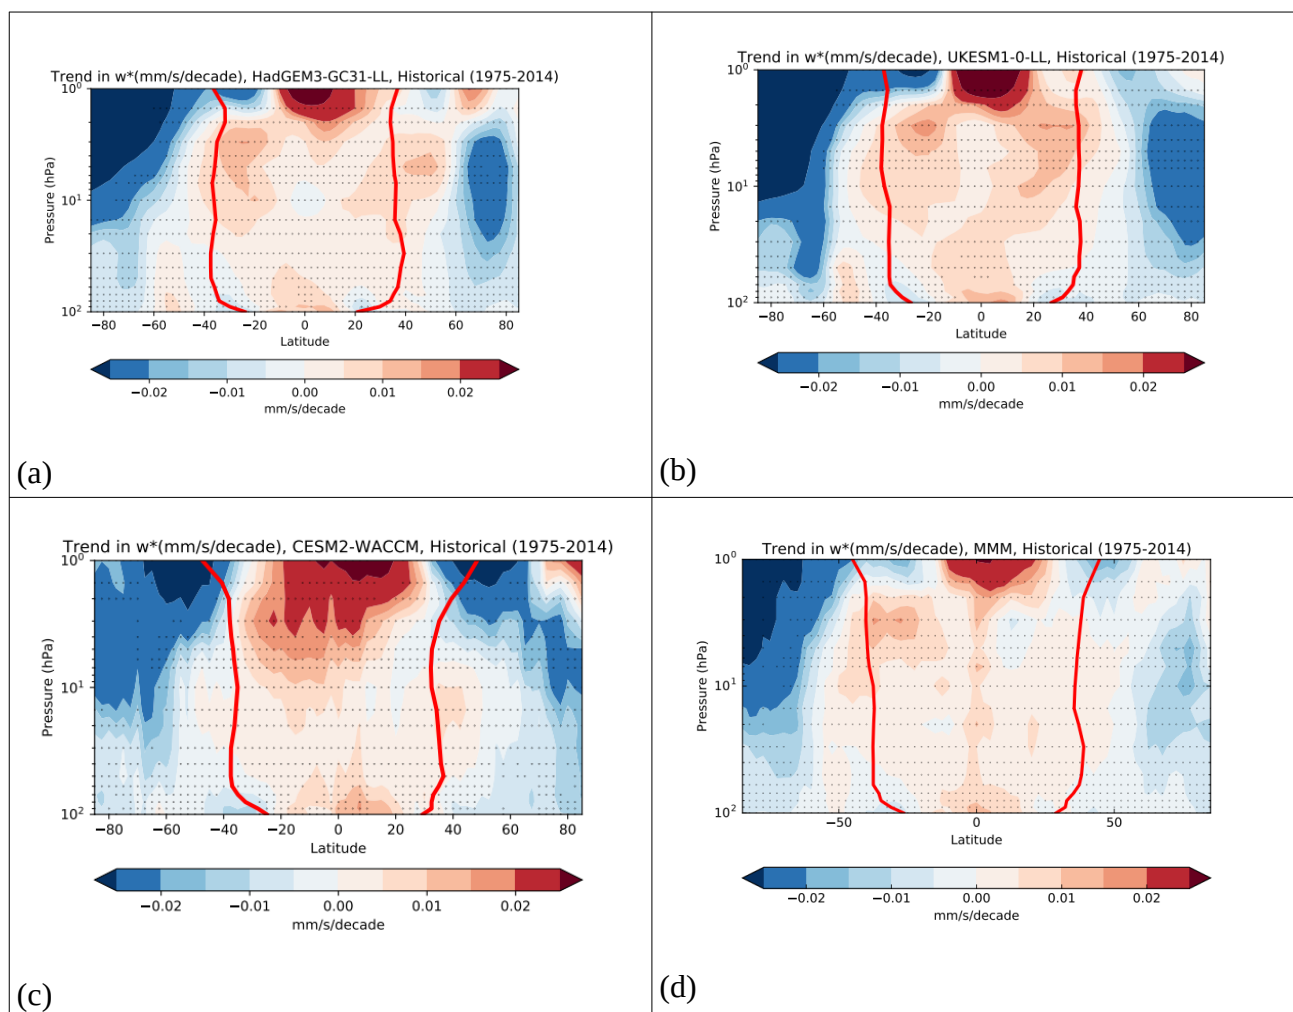 Trend in w*(mm/s/decade), HadGEM3-GC31-LL, Historical (1975-2014)
10⁰
10¹
10²
Pressure (hPa)
−80 −60 −40 −20 0 20 40 60 80
Latitude
−0.02 −0.01 0.00 0.01 0.02
mm/s/decade
(a)
Trend in w*(mm/s/decade), UKESM1-0-LL, Historical (1975-2014)
10⁰
10¹
10²
Pressure (hPa)
−80 −60 −40 −20 0 20 40 60 80
Latitude
−0.02 −0.01 0.00 0.01 0.02
mm/s/decade
(b)
Trend in w*(mm/s/decade), CESM2-WACCM, Historical (1975-2014)
10⁰
10¹
10²
Pressure (hPa)
−80 −60 −40 −20 0 20 40 60 80
Latitude
−0.02 −0.01 0.00 0.01 0.02
mm/s/decade
(c)
Trend in w*(mm/s/decade), MMM, Historical (1975-2014)
10⁰
10¹
10²
Pressure (hPa)
−50 0 50
Latitude
−0.02 −0.01 0.00 0.01 0.02
mm/s/decade
(d)